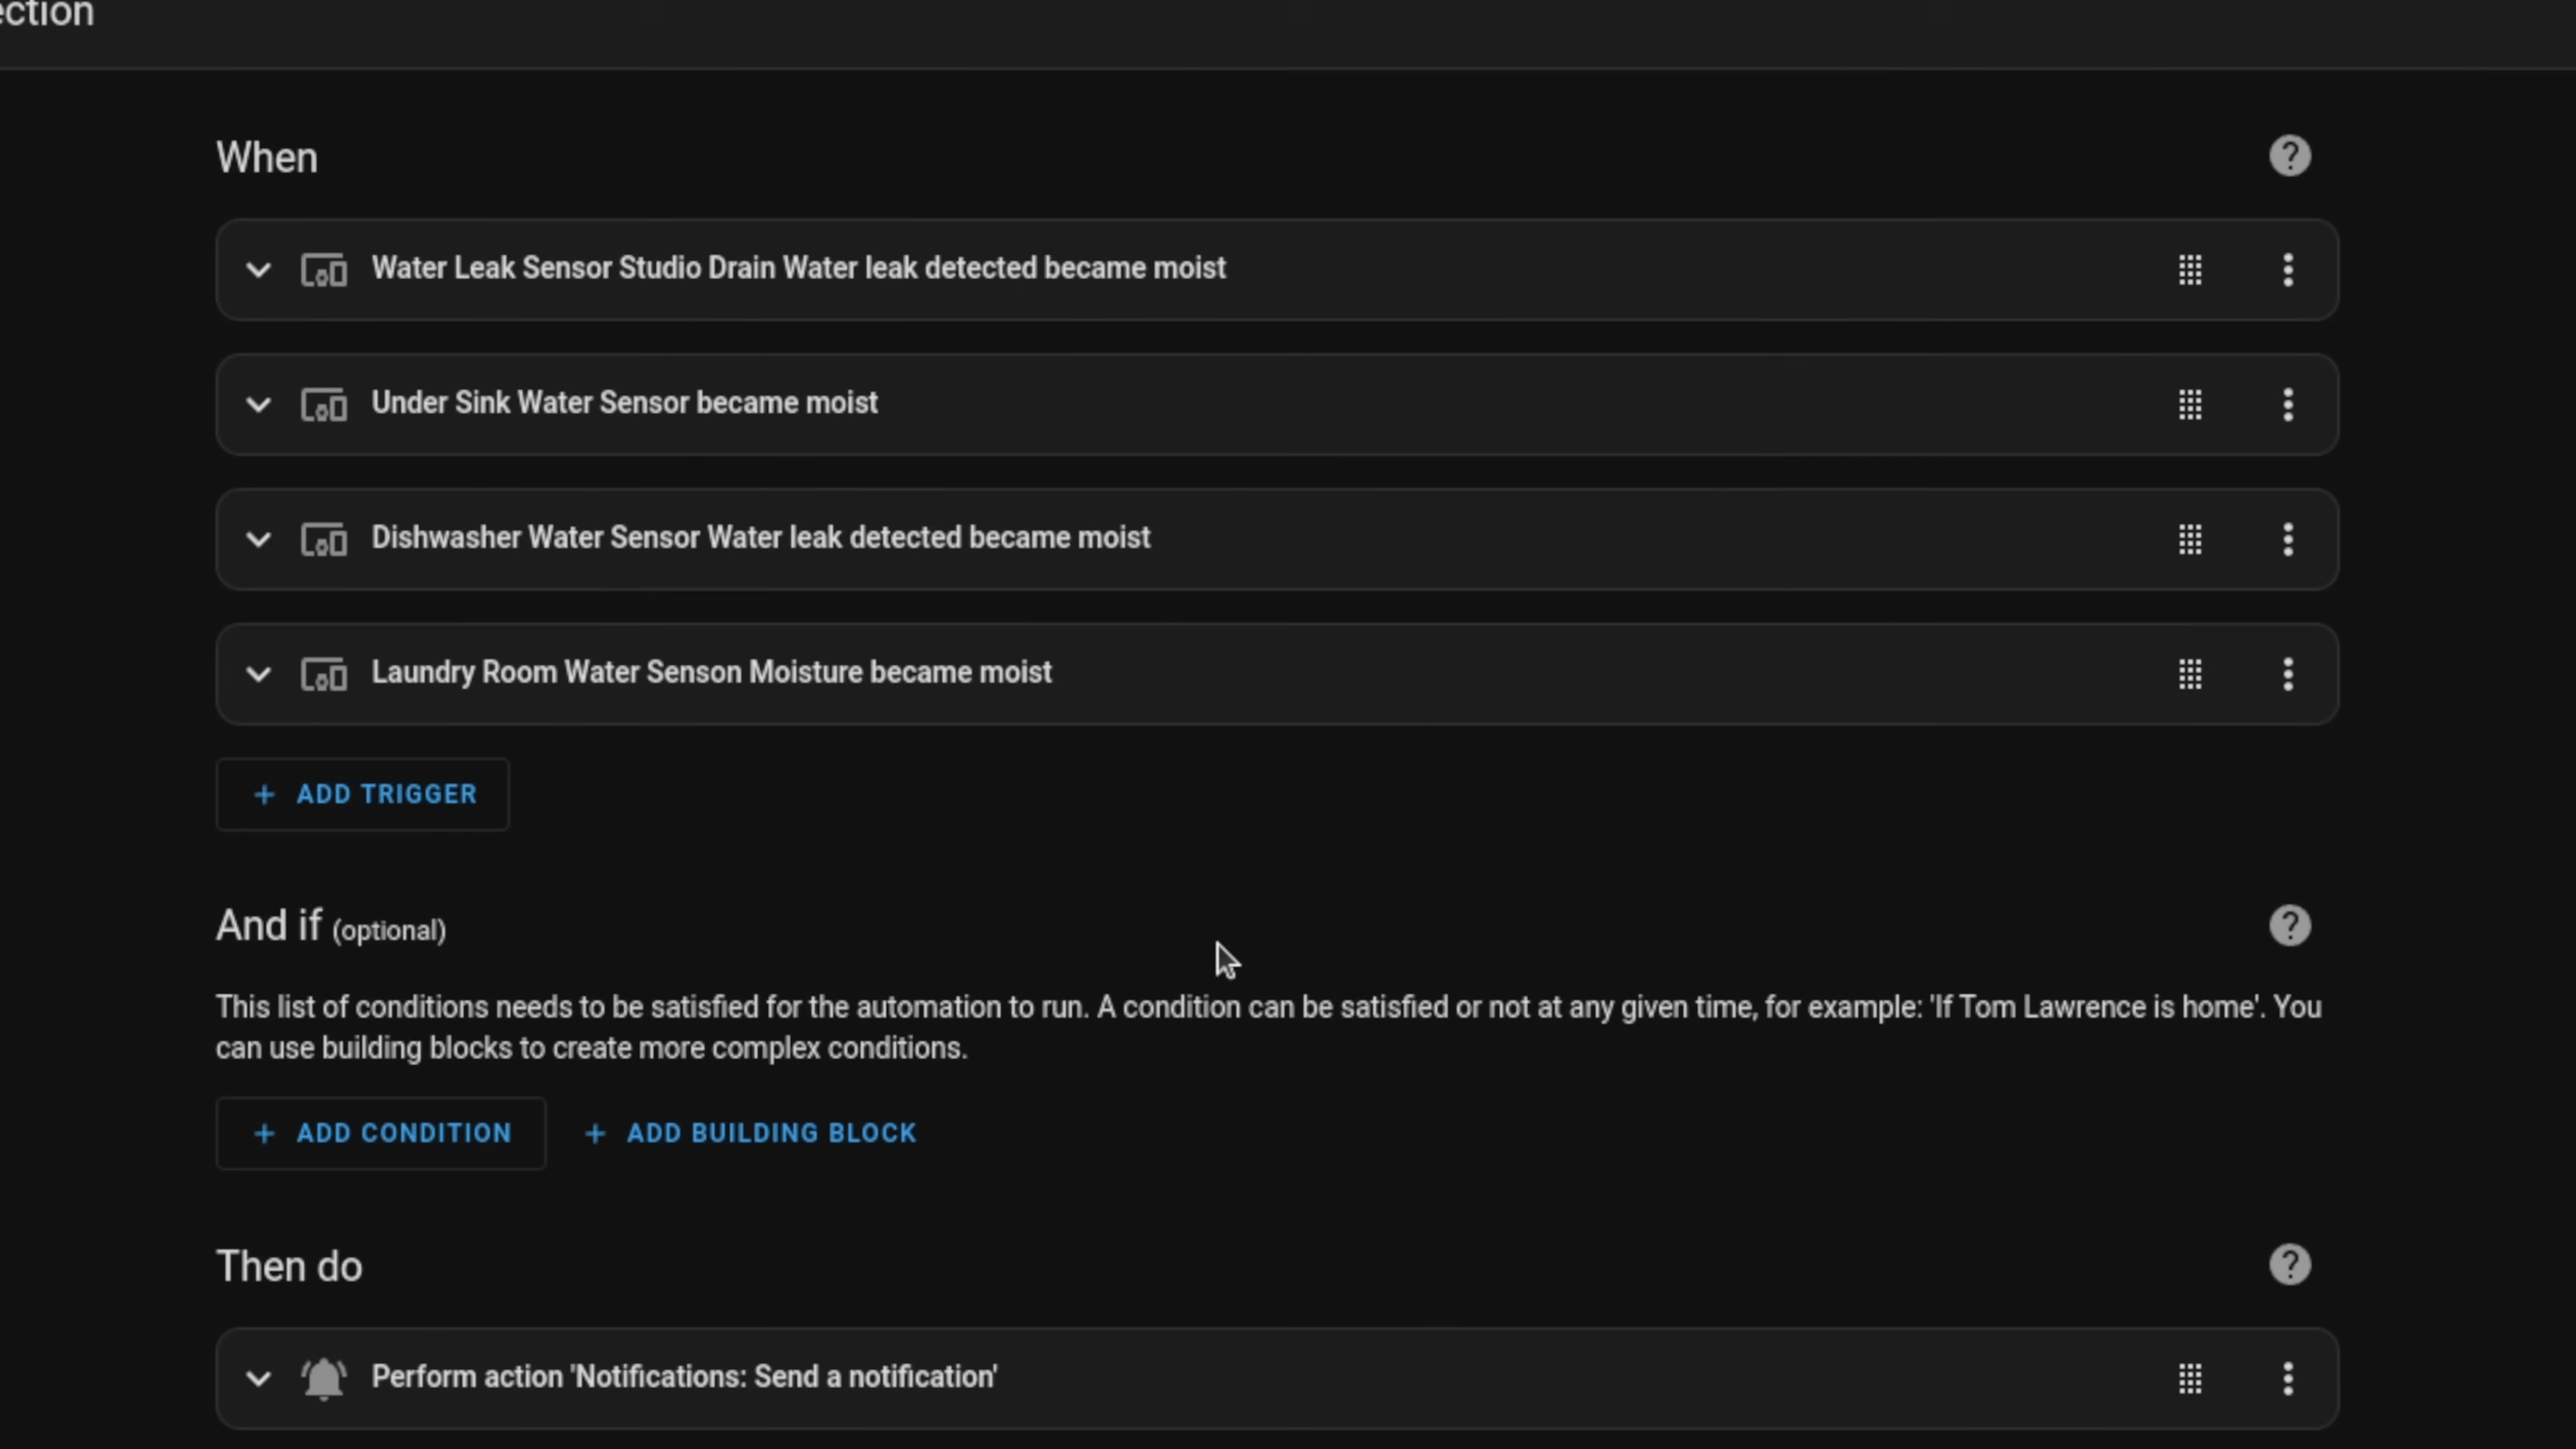 ection
When
Water Leak Sensor Studio Drain Water leak detected became moist
Under Sink Water Sensor became moist
Dishwasher Water Sensor Water leak detected became moist
Laundry Room Water Senson Moisture became moist
+ ADD TRIGGER
And if (optional)
This list of conditions needs to be satisfied for the automation to run. A condition can be satisfied or not at any given time, for example: 'If Tom Lawrence is home'. You
can use building blocks to create more complex conditions.
+ ADD CONDITION + ADD BUILDING BLOCK
Then do
Perform action 'Notifications: Send a notification'